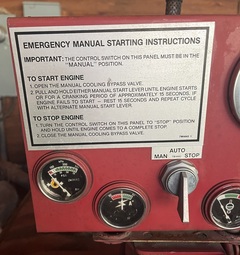 EMERGENCY MANUAL STARTING INSTRUCTIONS
IMPORTANT: THE CONTROL SWITCH ON THIS PANEL MUST BE IN THE
"MANUAL" POSITION.
TO START ENGINE
1. OPEN THE MANUAL COOLING BYPASS VALVE.
2. PULL AND HOLD EITHER MANUAL START LEVER UNTIL ENGINE STARTS
OR FOR A CRANKING PERIOD OF APPROXIMATELY 15 SECONDS. IF
ENGINE FAILS TO START – REST 15 SECONDS AND REPEAT CYCLE
WITH ALTERNATE MANUAL START LEVER.
TO STOP ENGINE
1. TURN THE CONTROL SWITCH ON THIS PANEL TO "STOP" POSITION
AND HOLD UNTIL ENGINE COMES TO A COMPLETE STOP
2. CLOSE THE MANUAL COOLING BYPASS VALVE.
AUTO
MAN STOP